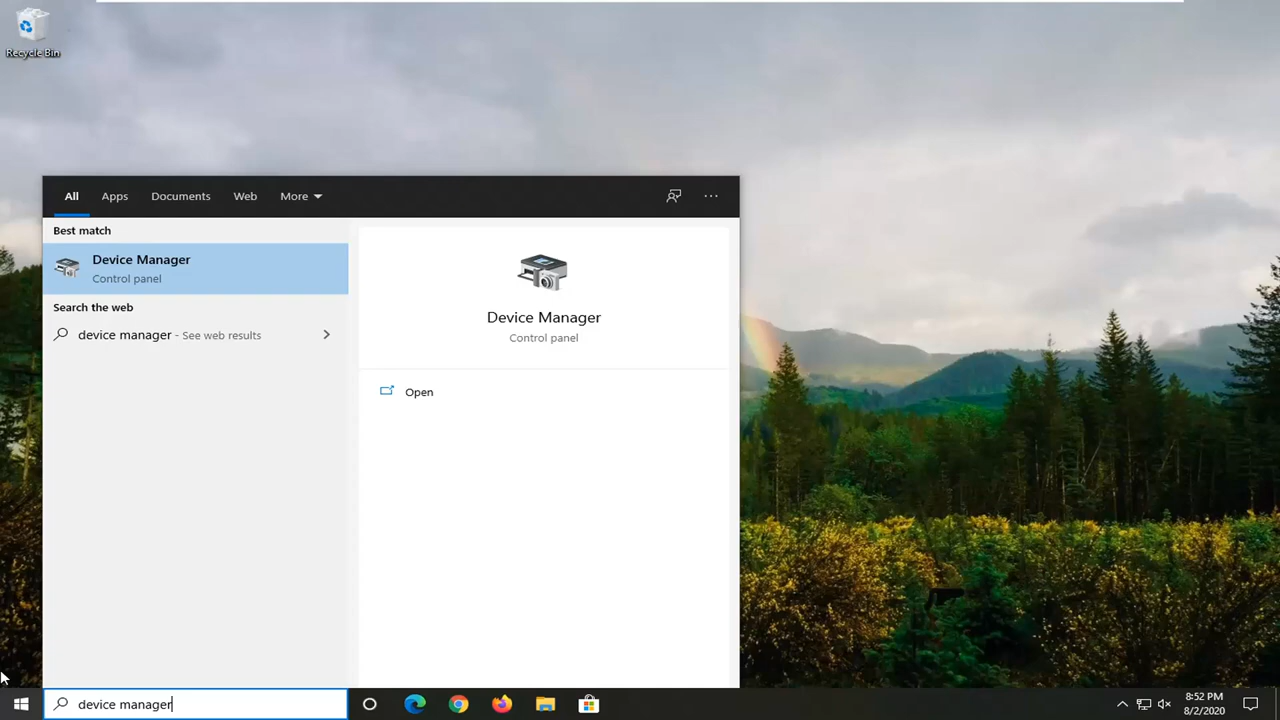 Recycle Bin
All Apps Documents Web More
Best match
Device Manager
Control panel
Search the web
device manager - See web results
Device Manager
Control panel
Open
device manager
8:52 PM
8/2/2020